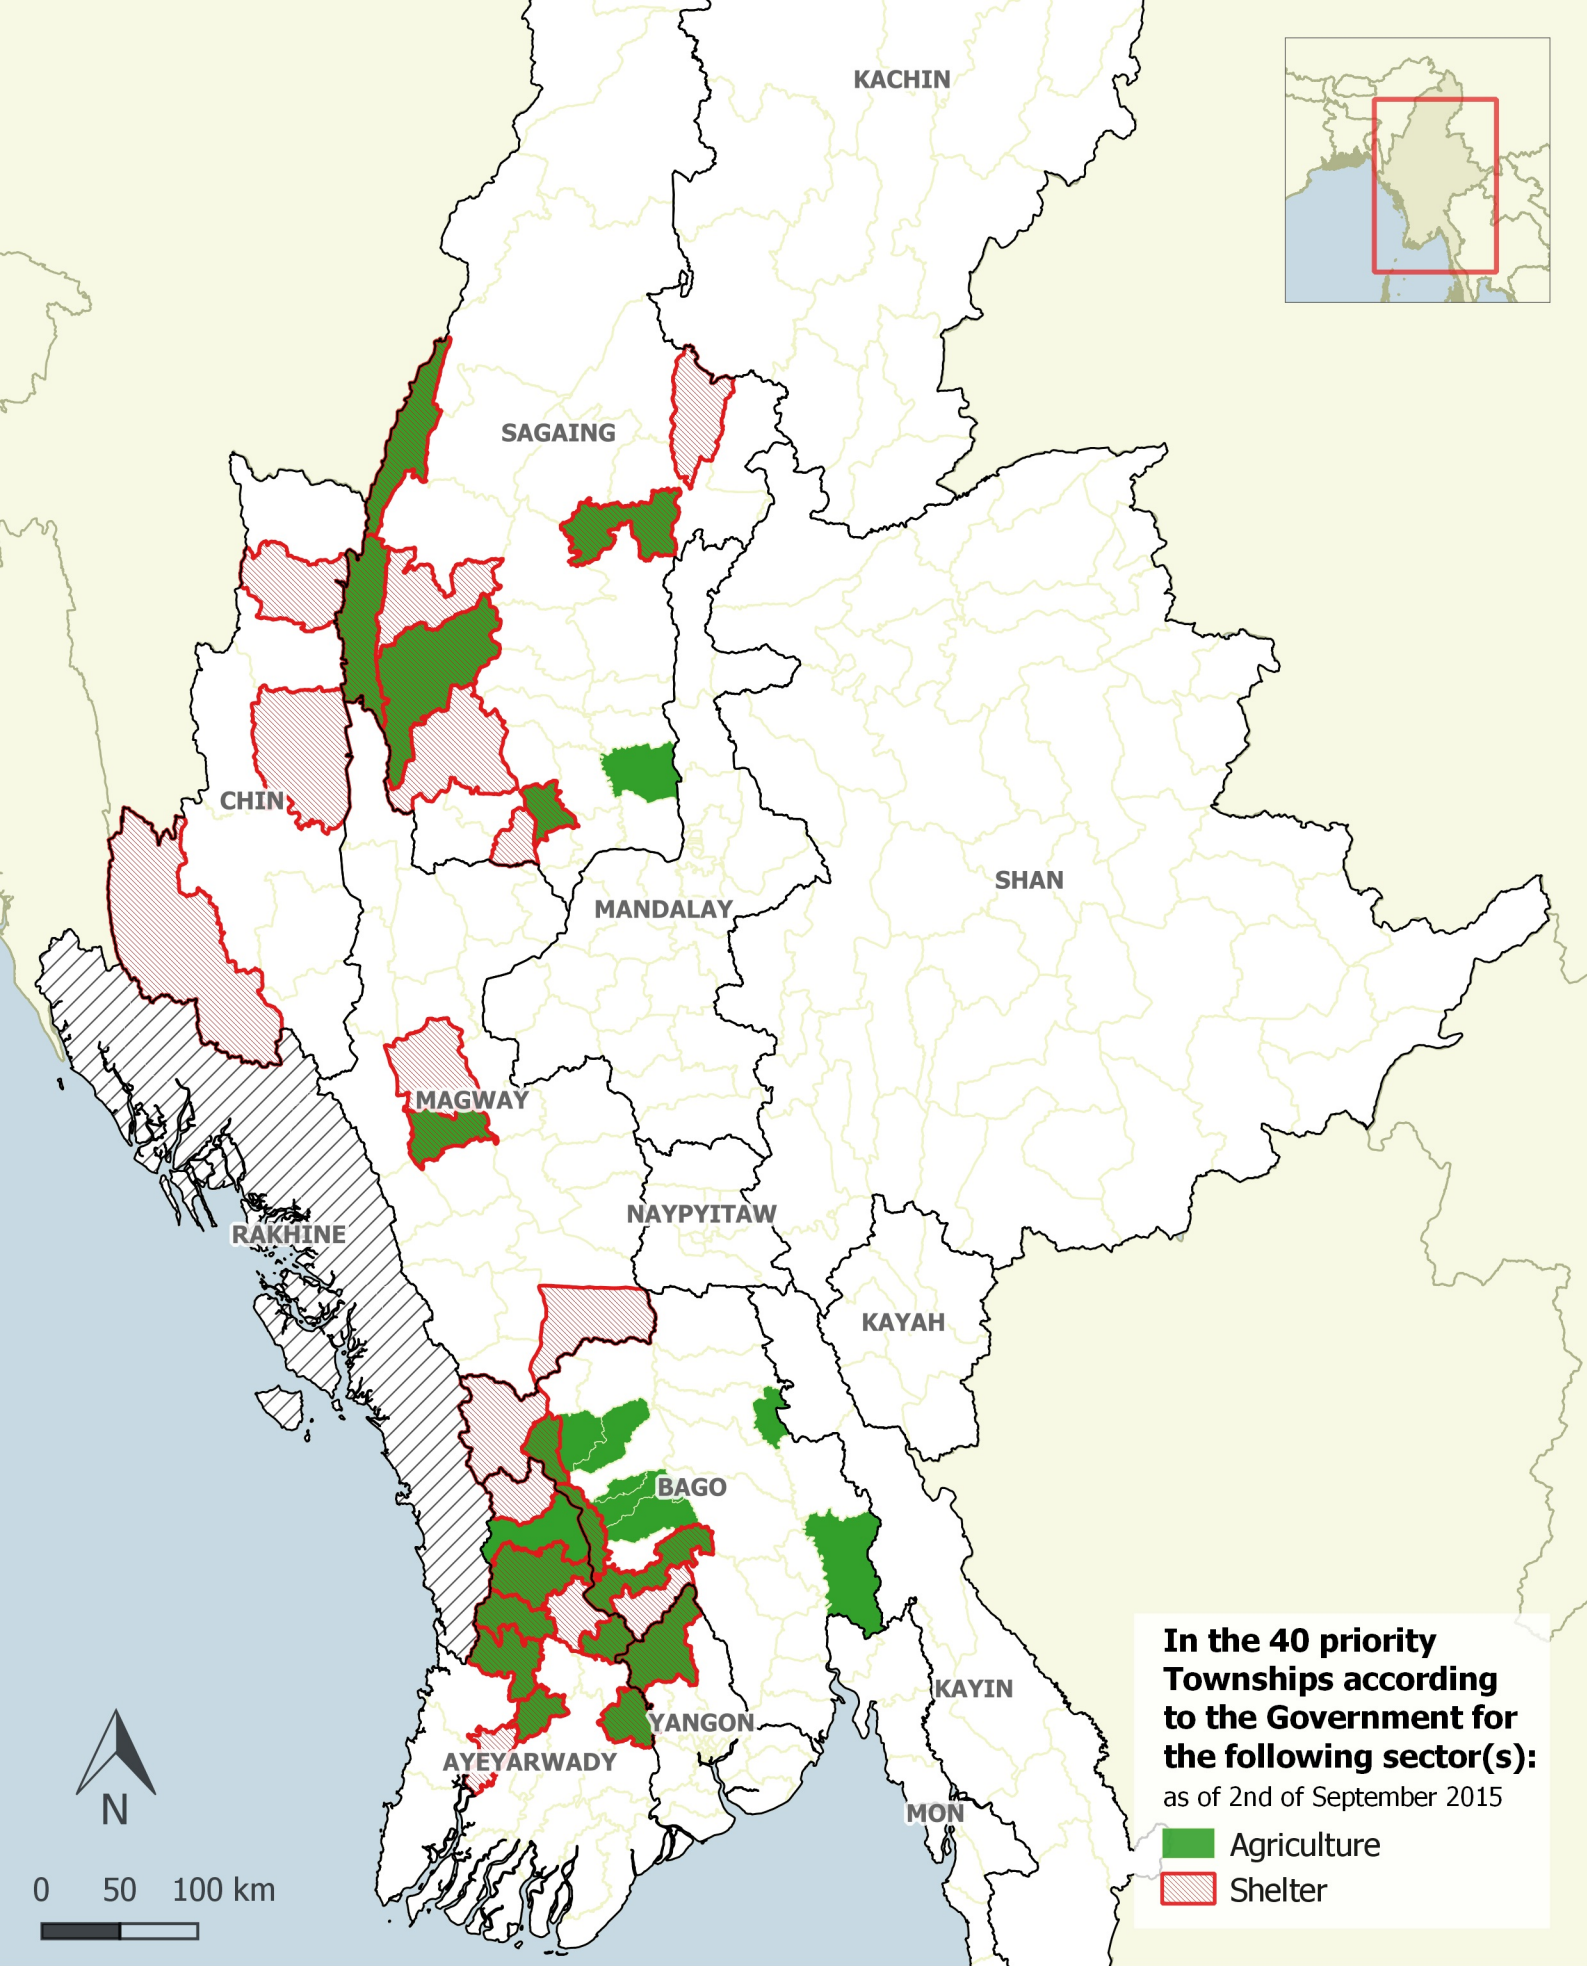 KACHIN
SAGAING
CHIN
SHAN
MANDALAY
MAGWAY
NAYPYITAW
RAKHINE
KAYAH
BAGO
KAYIN
YANGON
AYEYARWADY
MON
N
0 50 100 km
In the 40 priority
Townships according
to the Government for
the following sector(s):
as of 2nd of September 2015
Agriculture
Shelter